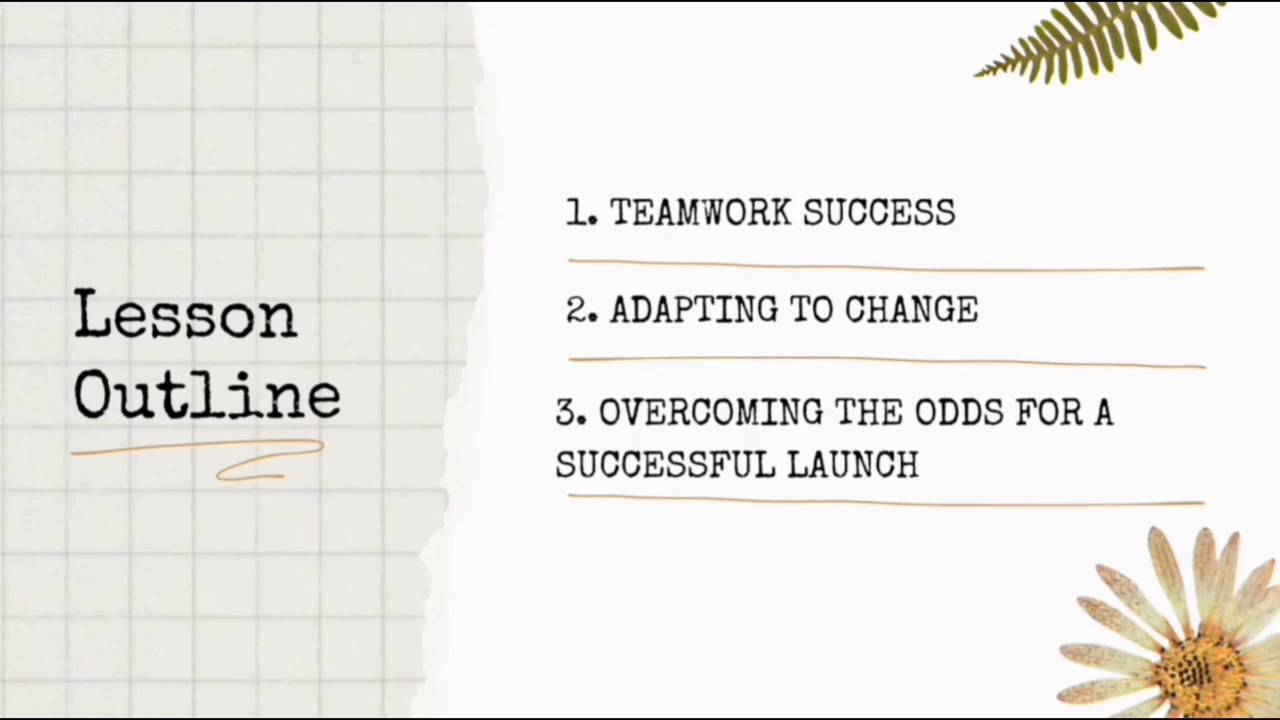 Lesson
Outline
1. TEAMWORK SUCCESS
2. ADAPTING TO CHANGE
3. OVERCOMING THE ODDS FOR A
SUCCESSFUL LAUNCH